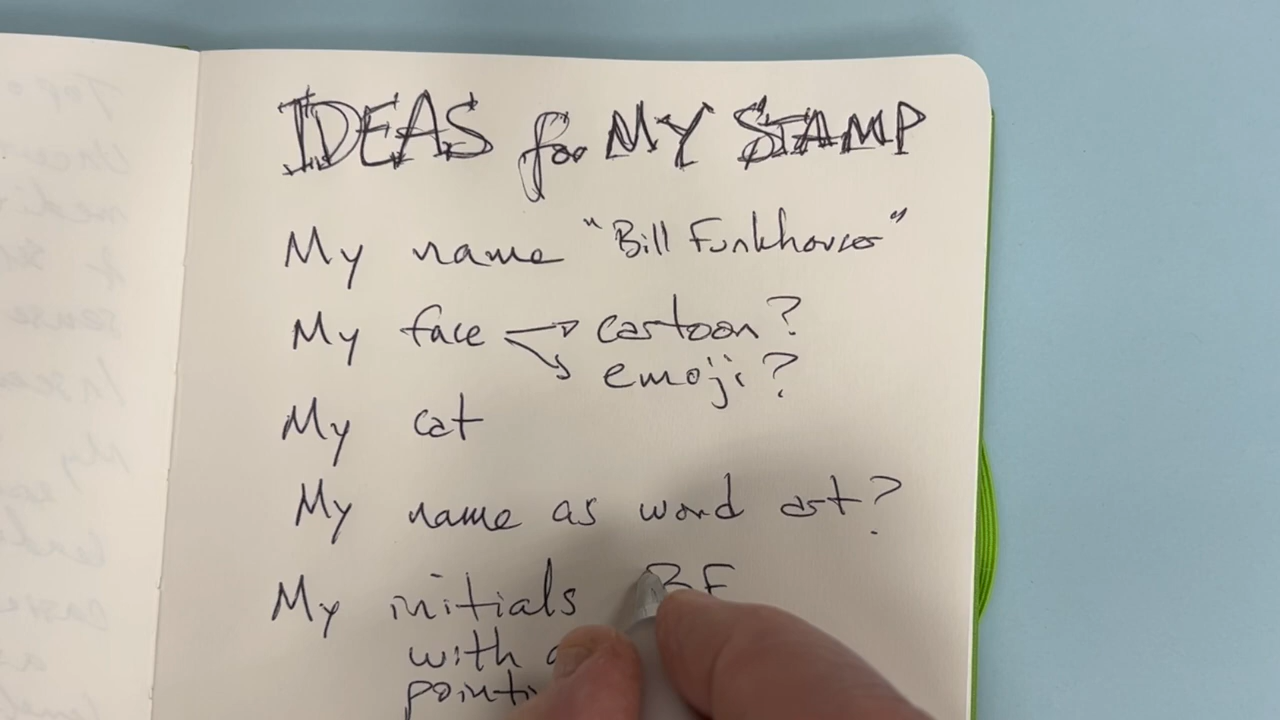 IDEAS for MY STAMP
My name "Bill Funkhouser"
My face → cartoon?
→ emoji?
My cat
My name as word art?
My initials BF
with